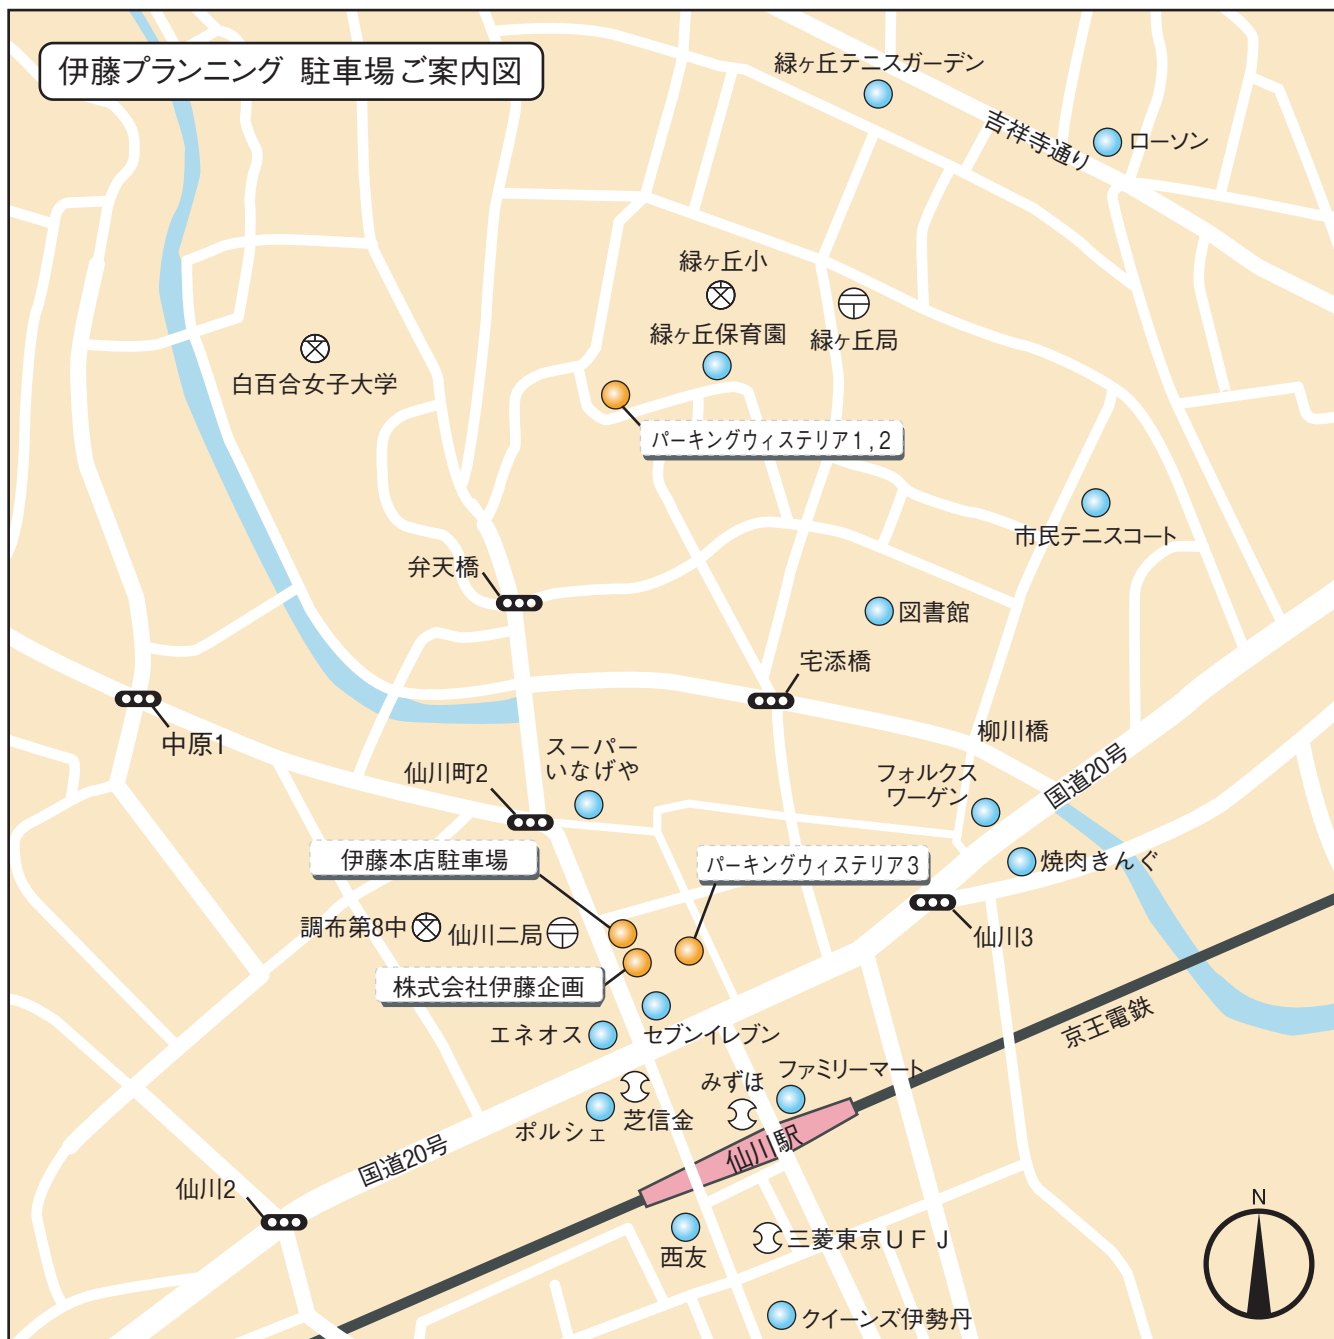 伊藤プランニング 駐車場ご案内図
緑ヶ丘テニスガーデン
吉祥寺通り
ローソン
緑ヶ丘小
緑ヶ丘保育園
緑ヶ丘局
白百合女子大学
パーキングウィステリア1,2
市民テニスコート
弁天橋
図書館
宅添橋
中原1
柳川橋
スーパー
いなげや
仙川町2
フォルクス
ワーゲン
国道20号
伊藤本店駐車場
パーキングウィステリア3
焼肉きんぐ
調布第8中
仙川二局
仙川3
株式会社伊藤企画
エネオス
セブンイレブン
京王電鉄
みずほ
ファミリーマート
芝信金
ポルシェ
仙川駅
国道20号
仙川2
N
西友
三菱東京UFJ
クイーンズ伊勢丹